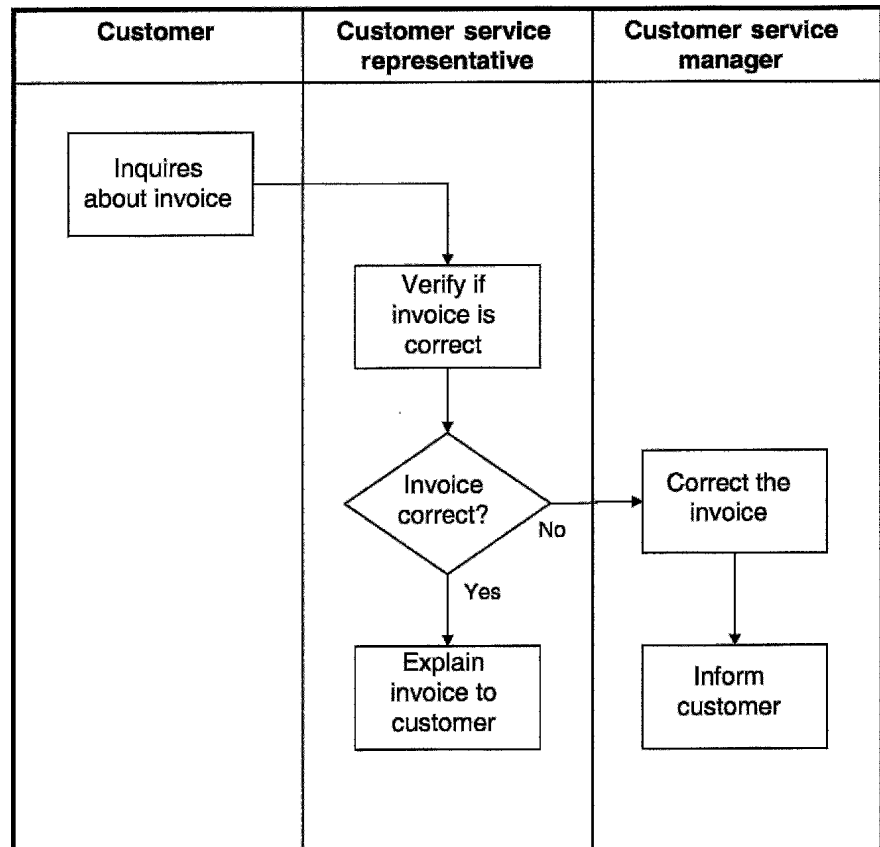 Customer
Customer service
representative
Customer service
manager
Inquires
about invoice
Verify if
invoice is
correct
Invoice
correct?
No
Correct the
invoice
Yes
Explain
invoice to
customer
Inform
customer